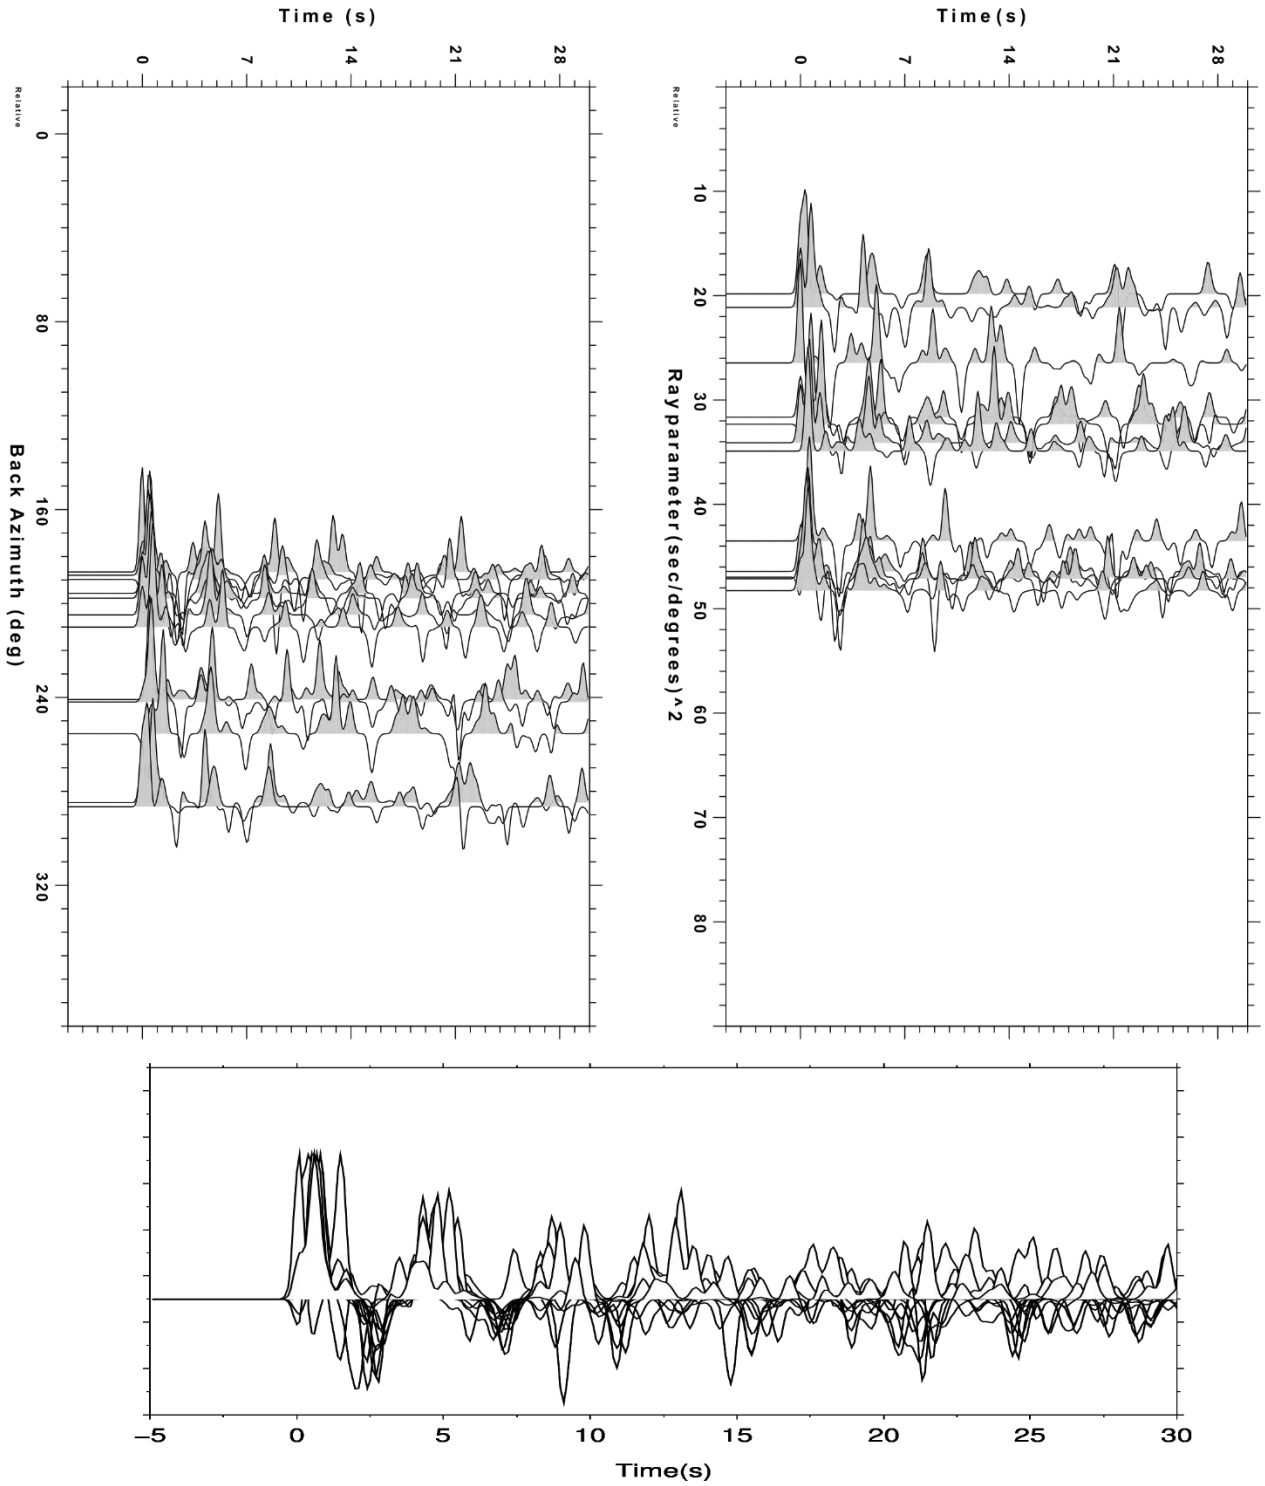 Time (s)
0 7 14 21 28
Relative
0
80
160
240
320
Back Azimuth (deg)
Time(s)
0 7 14 21 28
Relative
10
20
30
40
50
60
70
80
Rayparameter(sec/degrees)^2
−5 0 5 10 15 20 25 30
Time(s)